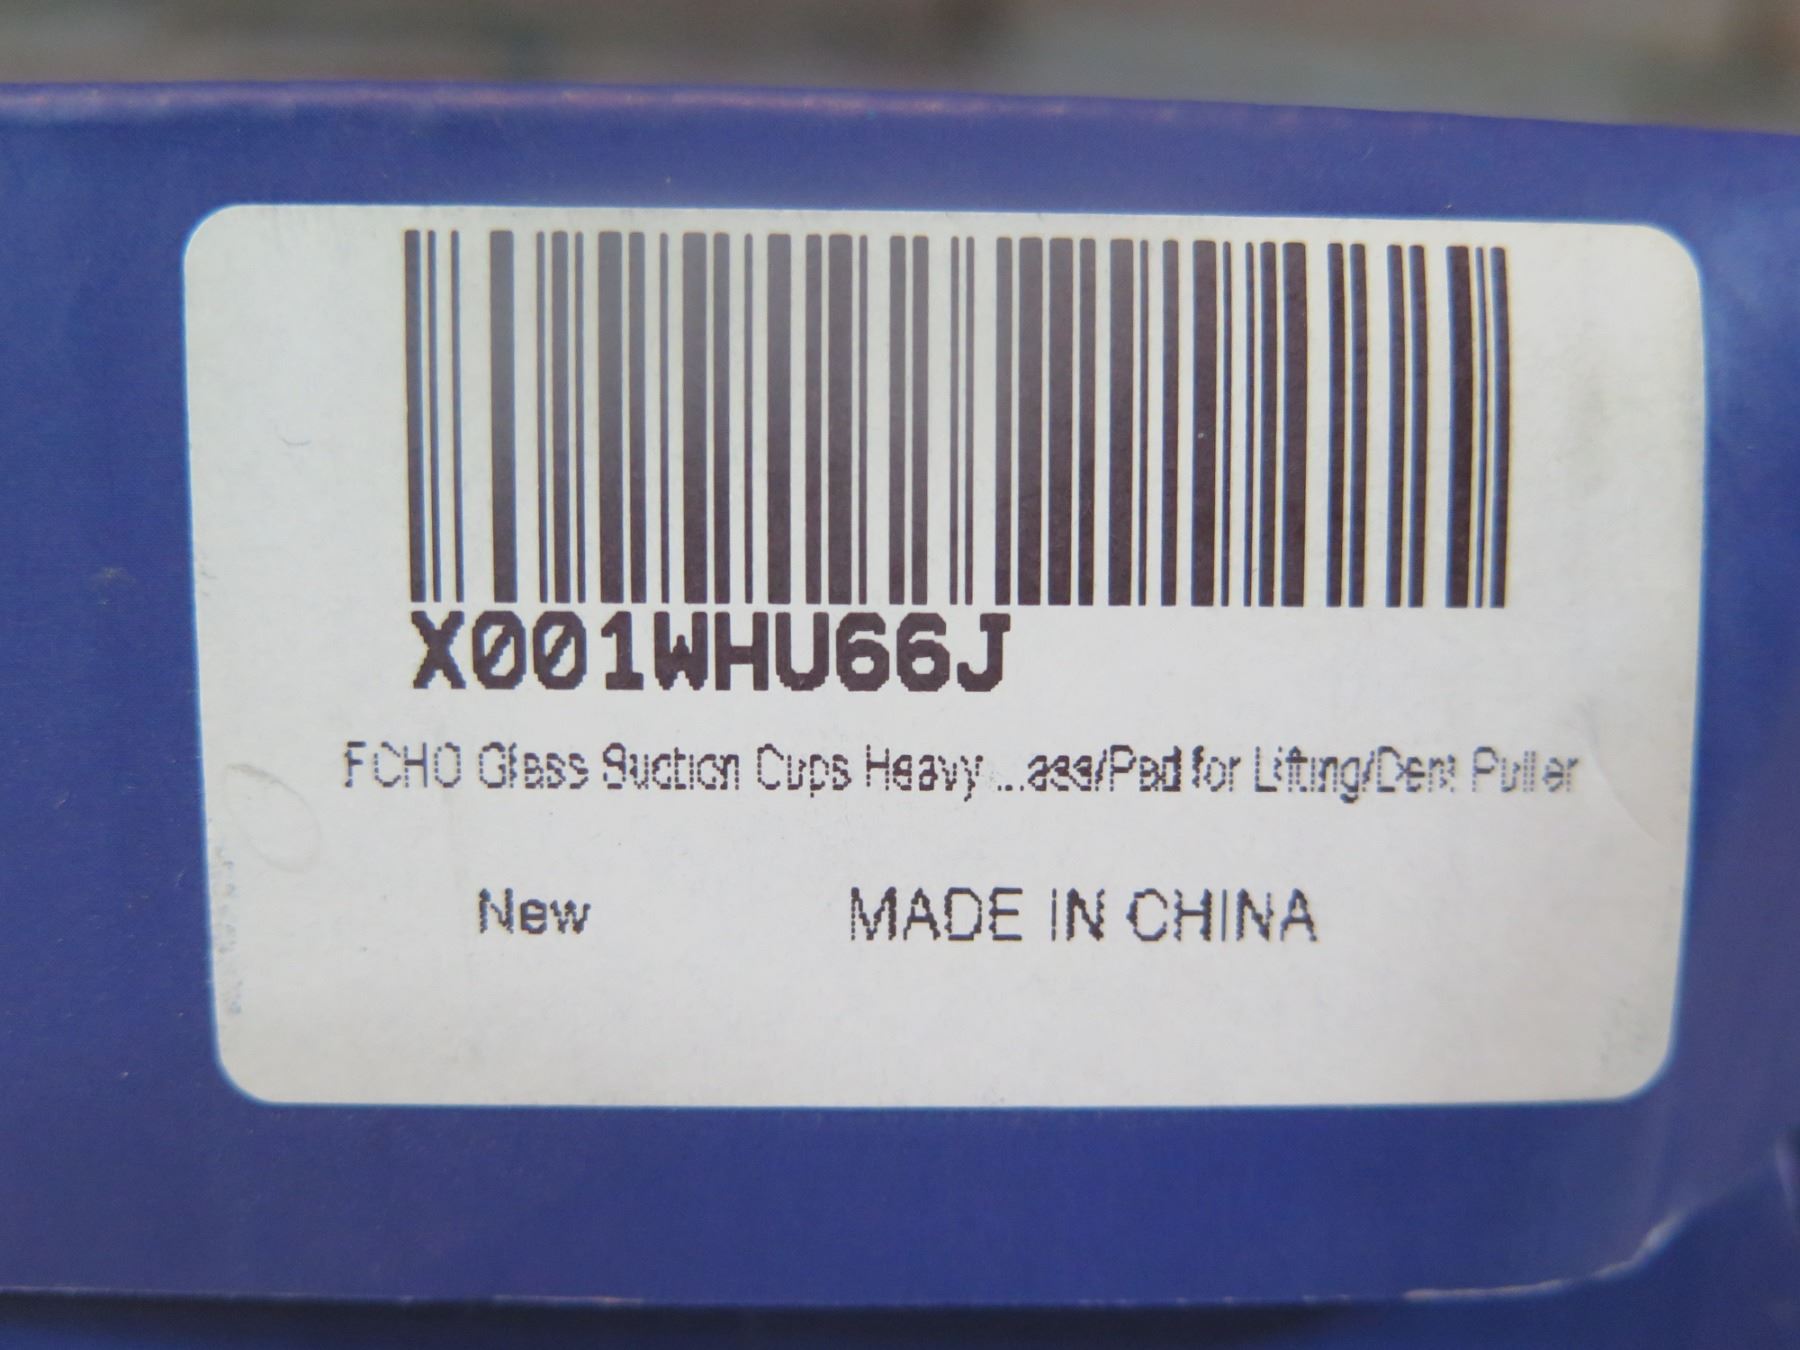 X001WHU66J
FCHO Glass Suction Cups Heavy ...ass/Pad for Lifting/Dent Puller
New MADE IN CHINA